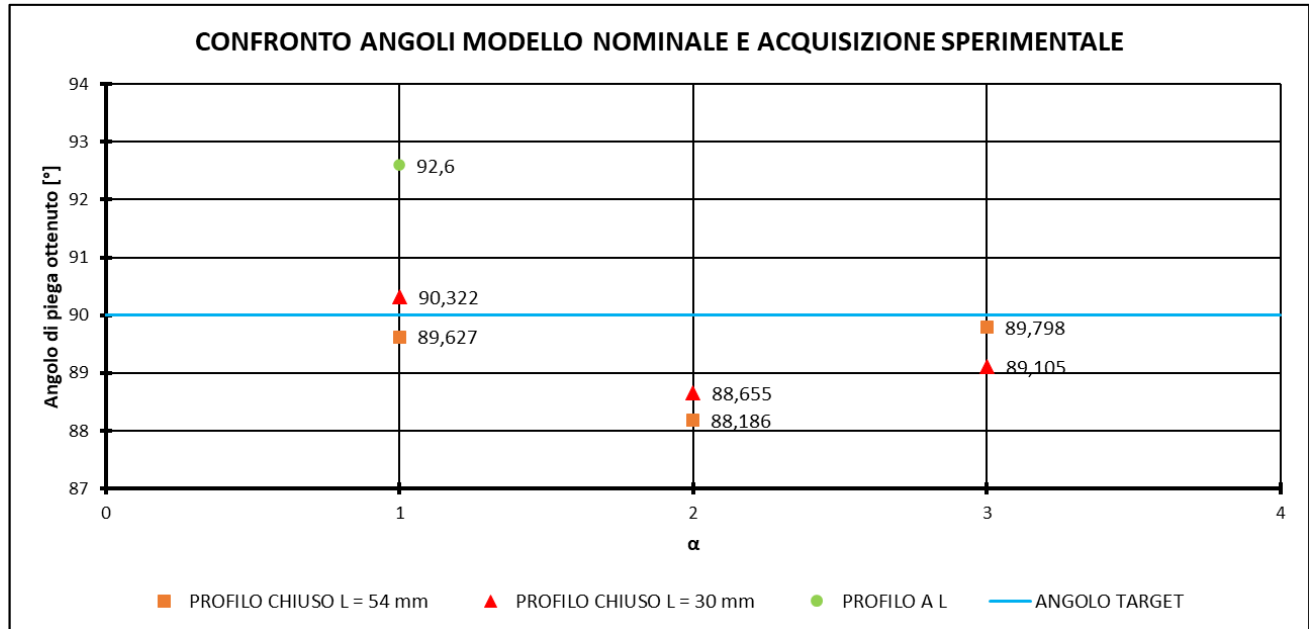 CONFRONTO ANGOLI MODELLO NOMINALE E ACQUISIZIONE SPERIMENTALE
Angolo di piega ottenuto [°]
94
93
92
91
90
89
88
87
92,6
90,322
89,627
88,655
88,186
89,798
89,105
0
1
2
3
4
α
PROFILO CHIUSO L = 54 mm
PROFILO CHIUSO L = 30 mm
PROFILO A L
ANGOLO TARGET